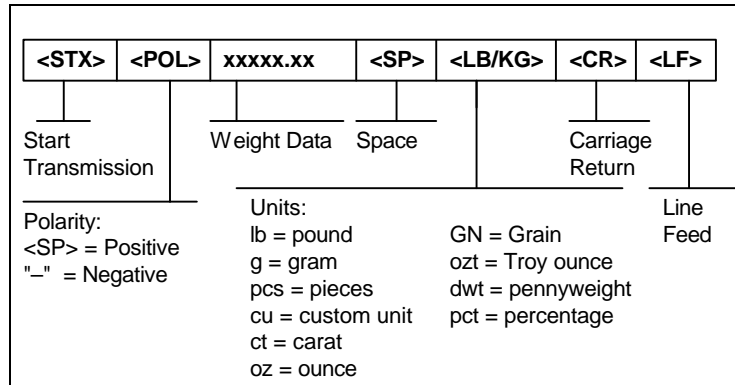 <STX> <POL> xxxxx.xx <SP> <LB/KG> <CR> <LF>
Start Transmission
Weight Data
Space
Carriage Return
Polarity:
<SP> = Positive
"–" = Negative
Units:
lb = pound
g = gram
pcs = pieces
cu = custom unit
ct = carat
oz = ounce
GN = Grain
ozt = Troy ounce
dwt = pennyweight
pct = percentage
Line
Feed